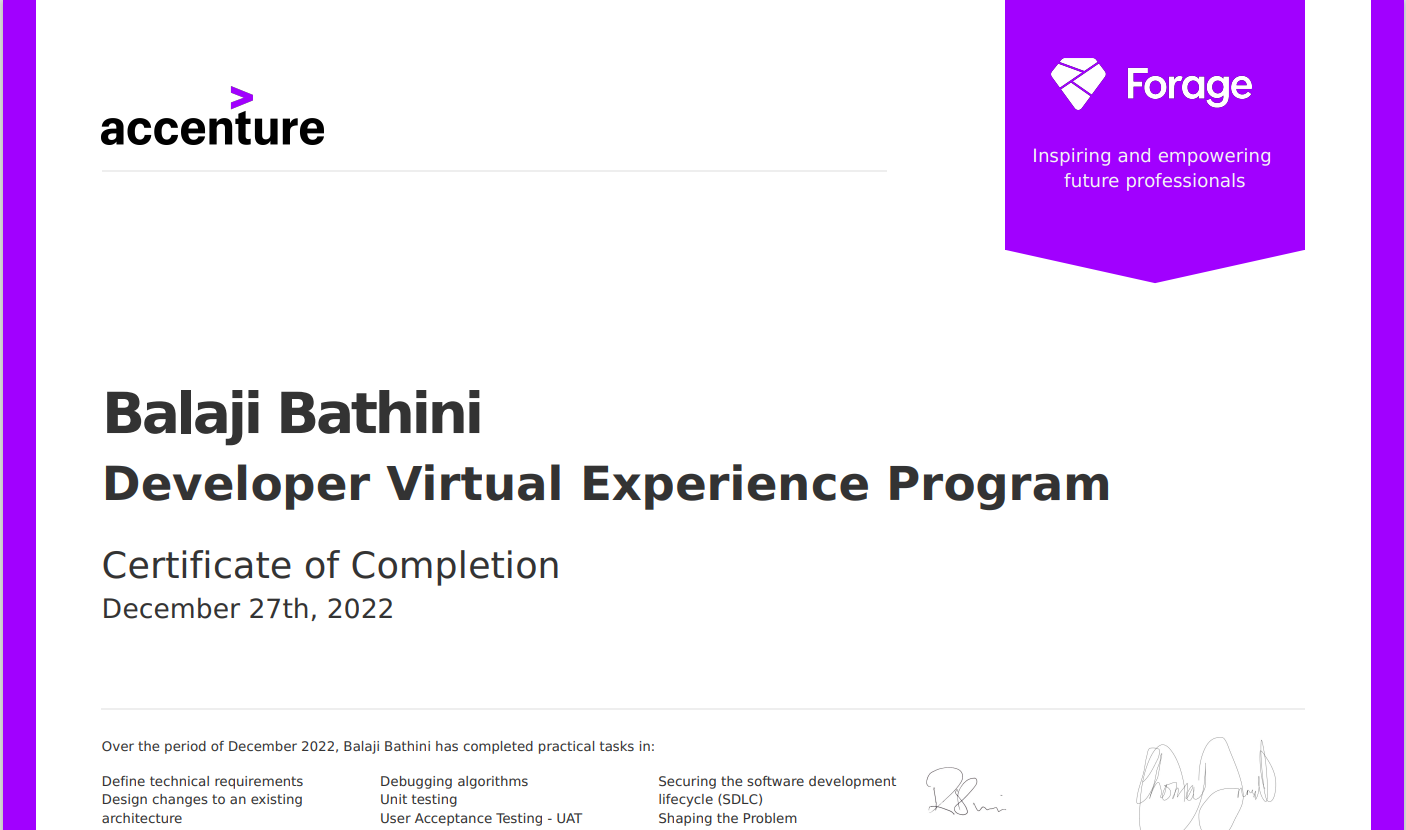 accenture
Forage
Inspiring and empowering
future professionals
Balaji Bathini
Developer Virtual Experience Program
Certificate of Completion
December 27th, 2022
Over the period of December 2022, Balaji Bathini has completed practical tasks in:
Define technical requirements
Design changes to an existing
architecture
Debugging algorithms
Unit testing
User Acceptance Testing - UAT
Securing the software development
lifecycle (SDLC)
Shaping the Problem